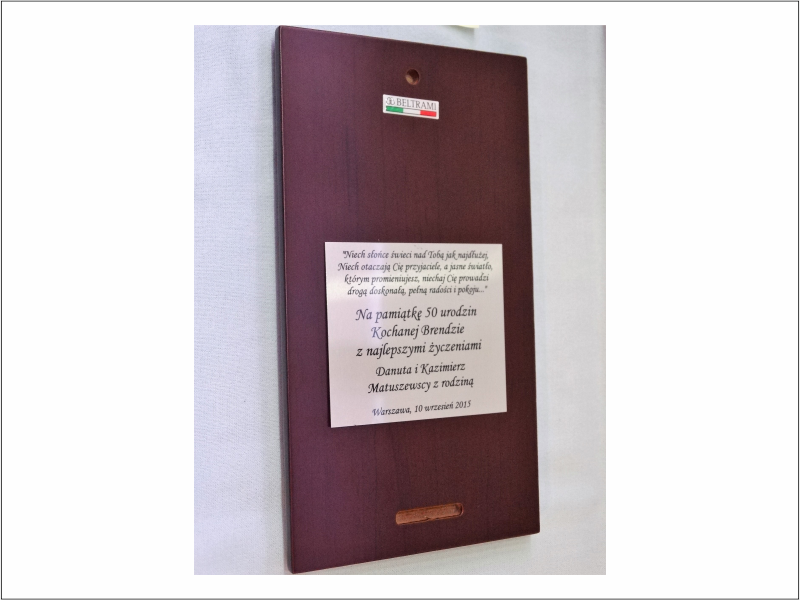 BELTRAMI
"Niech słońce świeci nad Tobą jak najdłużej,
Niech otaczają Cię przyjaciele, a jasne światło,
którym promieniujesz, niechaj Cię prowadzi
drogą doskonałą, pełną radości i pokoju..."
Na pamiątkę 50 urodzin
Kochanej Brendzie
z najlepszymi życzeniami
Danuta i Kazimierz
Matuszewscy z rodziną
Warszawa, 10 wrzesień 2015